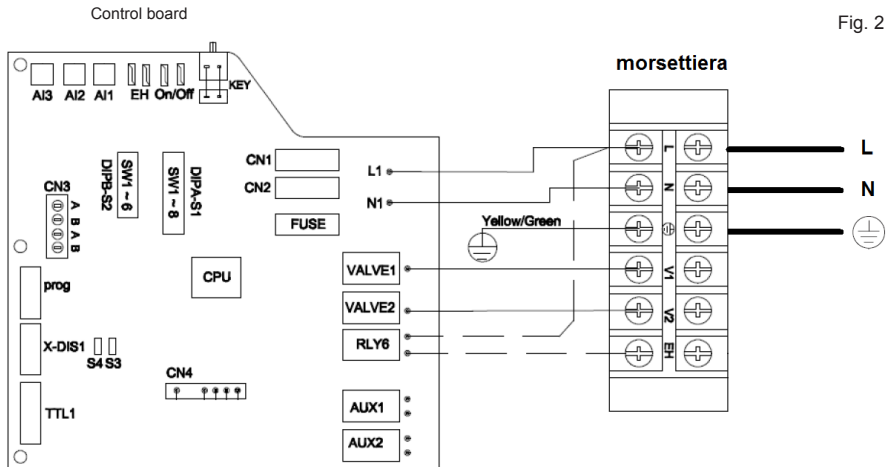 Control board
Fig. 2
morsettiera
KEY
AI3 AI2 AI1 EH On/Off
CN1
CN2
FUSE
L1
N1
DIPB-S2
SW1 ~ 6
SW1 ~ 8
DIPA-S1
CN3
A
B
A
B
Yellow/Green
CPU
VALVE1
VALVE2
RLY6
prog
X-DIS1
S4 S3
CN4
TTL1
AUX1
AUX2
L
N
V1
V2
EH
L
N